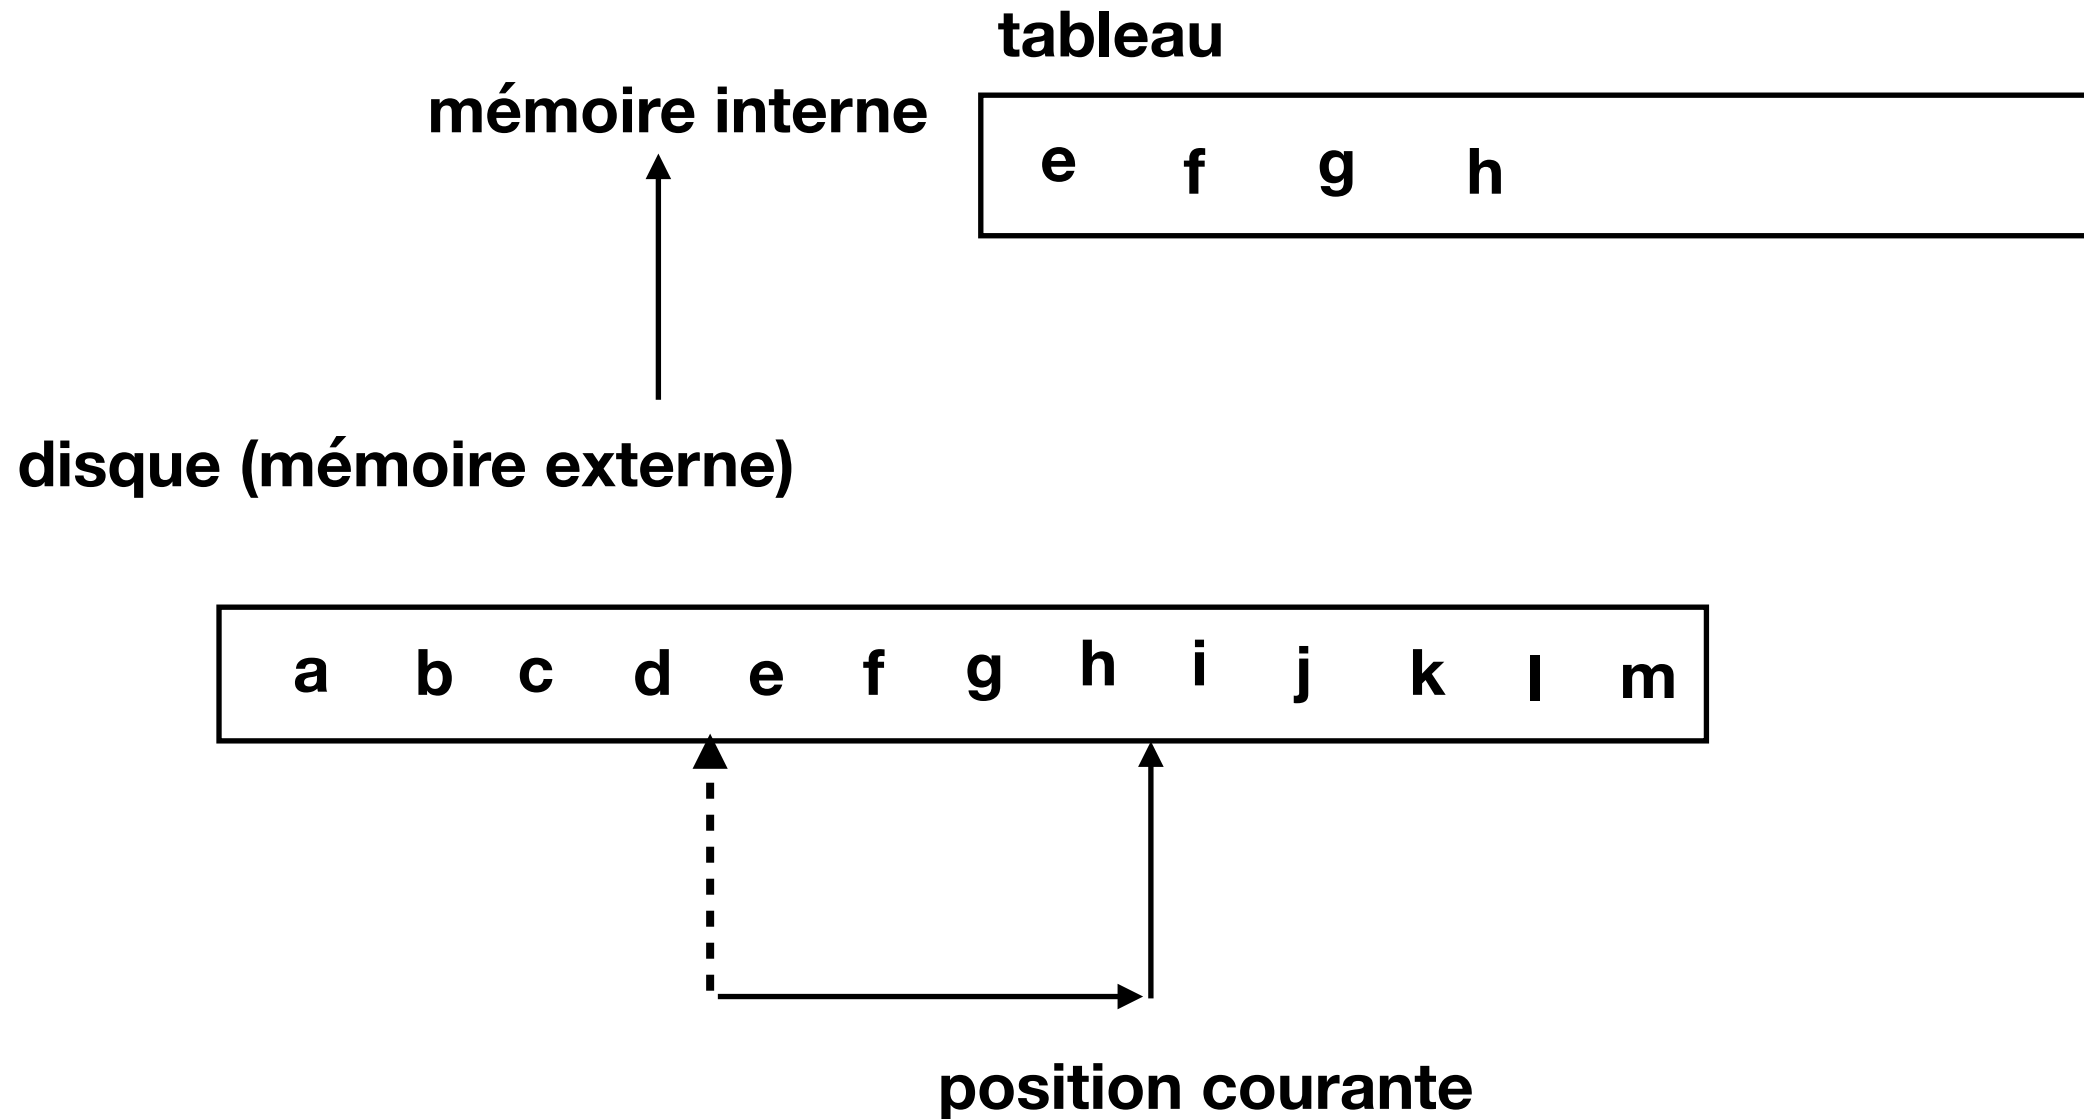 tableau
mémoire interne
e f g h
disque (mémoire externe)
a b c d e f g h i j k l m
position courante